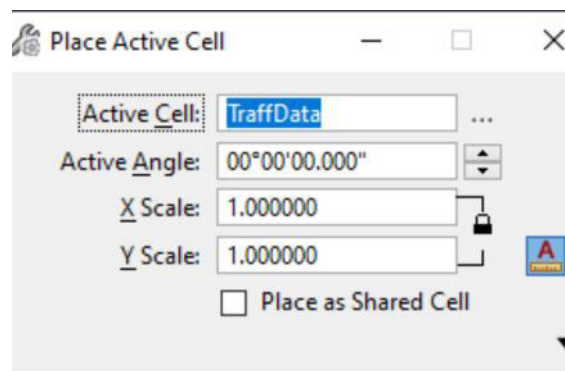 Place Active Cell
Active Cell: TraffData ...
Active Angle: 00°00'00.000"
X Scale: 1.000000
Y Scale: 1.000000
A
Place as Shared Cell